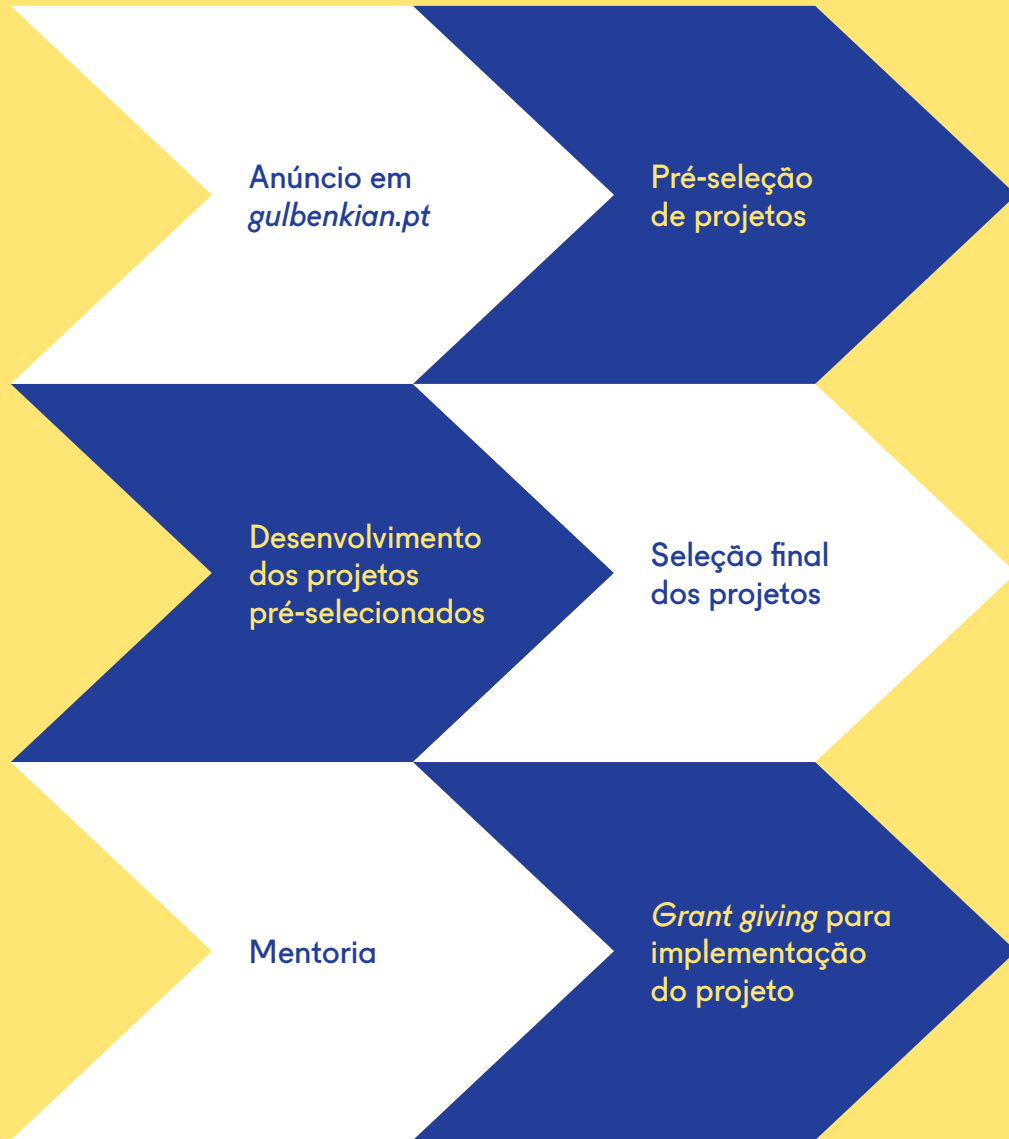 Anúncio em
gulbenkian.pt
Pré-seleção
de projetos
Desenvolvimento
dos projetos
pré-selecionados
Seleção final
dos projetos
Mentoria
Grant giving para
implementação
do projeto